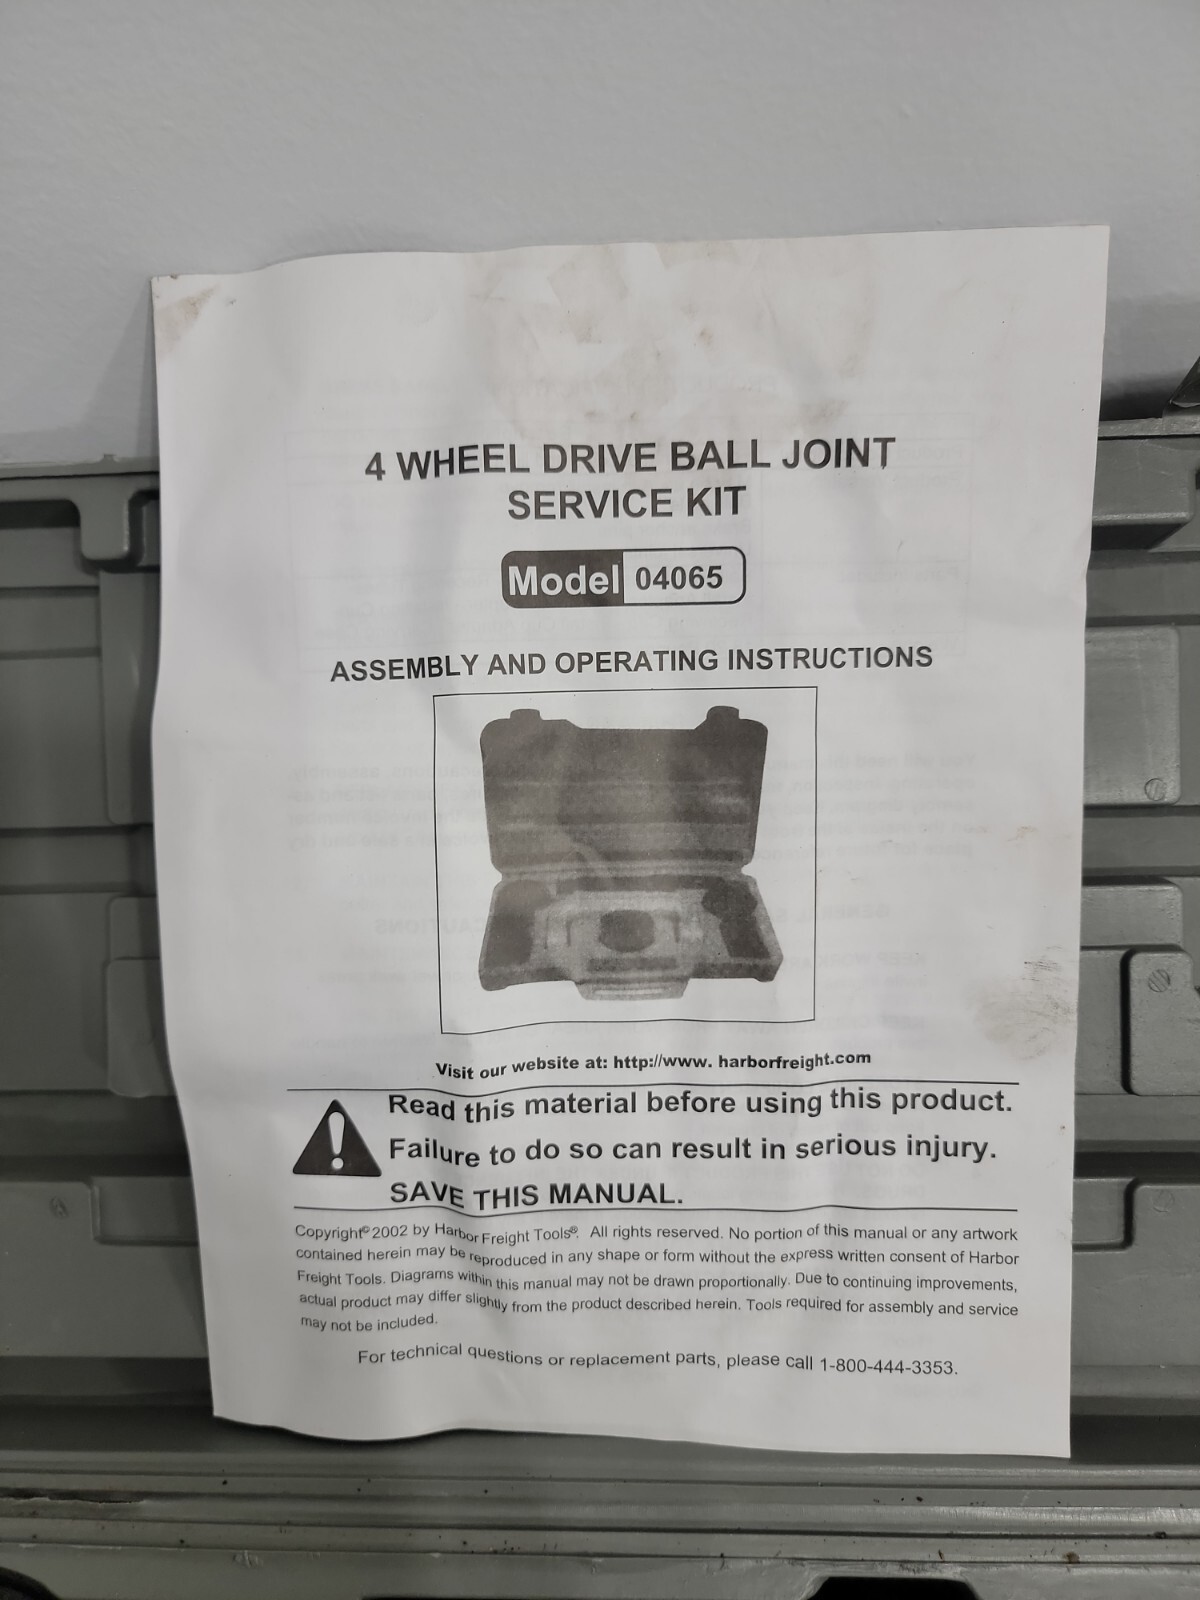 4 WHEEL DRIVE BALL JOINT
SERVICE KIT
Model 04065
ASSEMBLY AND OPERATING INSTRUCTIONS
Visit our website at: http://www. harborfreight.com
Read this material before using this product.
Failure to do so can result in serious injury.
SAVE THIS MANUAL.
Copyright© 2002 by Harbor Freight Tools®. All rights reserved. No portion of this manual or any artwork
contained herein may be reproduced in any shape or form without the express written consent of Harbor
Freight Tools. Diagrams within this manual may not be drawn proportionally. Due to continuing improvements,
actual product may differ slightly from the product described herein. Tools required for assembly and service
may not be included.
For technical questions or replacement parts, please call 1-800-444-3353.